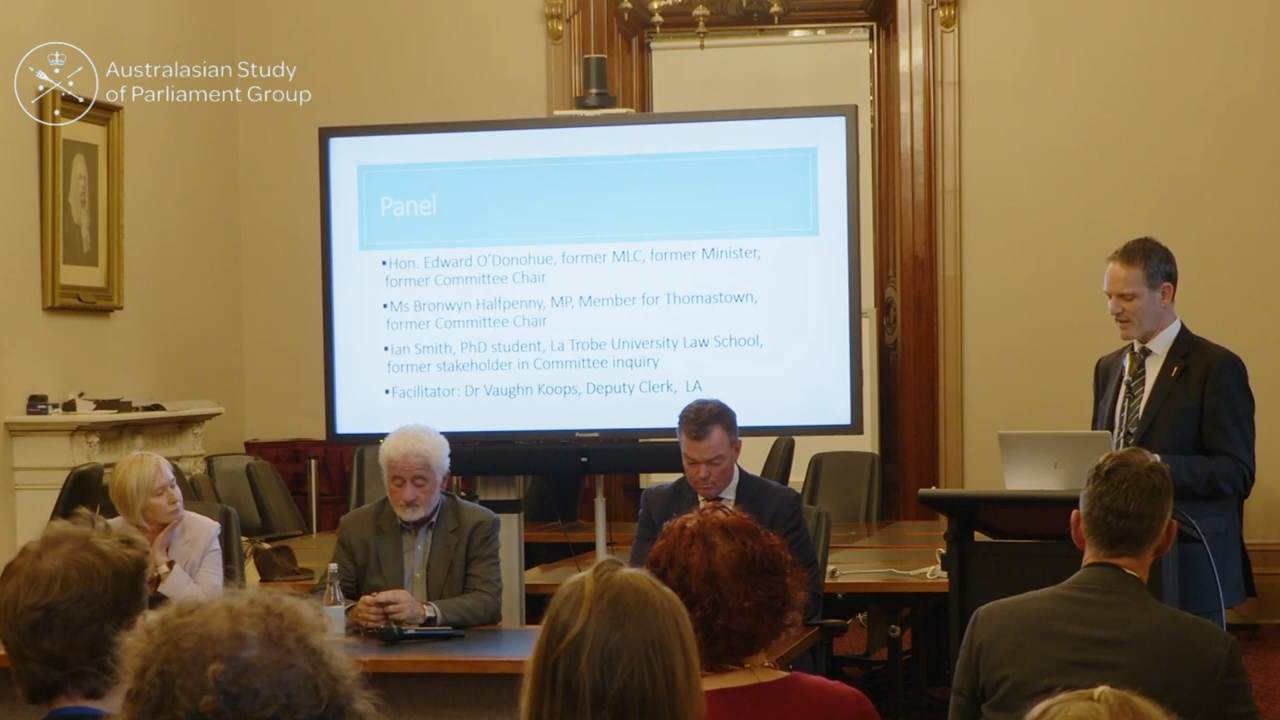 Australasian Study
of Parliament Group
Panel
▪Hon. Edward O'Donohue, former MLC, former Minister,
former Committee Chair
▪Ms Bronwyn Halfpenny, MP, Member for Thomastown,
former Committee Chair
▪Ian Smith, PhD student, La Trobe University Law School,
former stakeholder in Committee inquiry
▪Facilitator: Dr Vaughn Koops, Deputy Clerk, LA
Panasonic